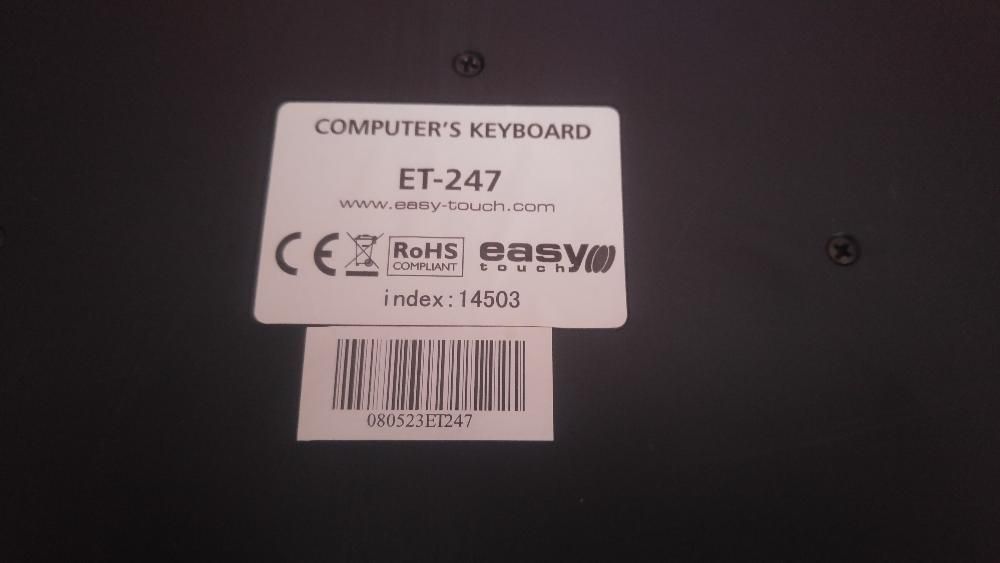 COMPUTER'S KEYBOARD
ET-247
www.easy-touch.com
CE RoHS easy
COMPLIANT touch
index:14503
080523ET247